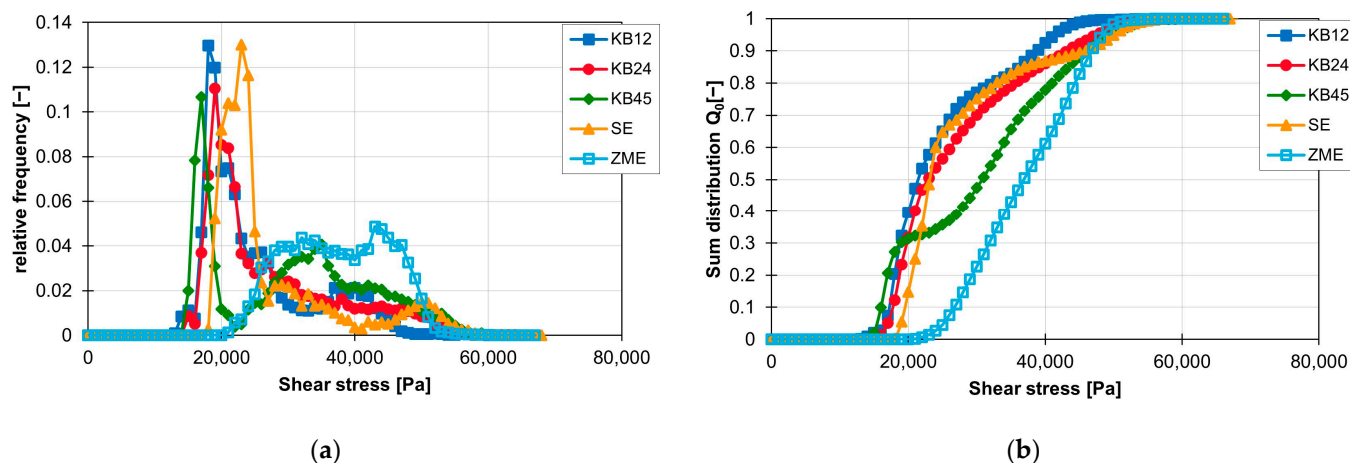 0.14
0.12
0.1
0.08
0.06
0.04
0.02
0
relative frequency [−]
0 20,000 40,000 60,000 80,000
Shear stress [Pa]
KB12
KB24
KB45
SE
ZME
(a)
1
0.9
0.8
0.7
0.6
0.5
0.4
0.3
0.2
0.1
0
Sum distribution Q0[−]
0 20,000 40,000 60,000 80,000
Shear stress [Pa]
KB12
KB24
KB45
SE
ZME
(b)